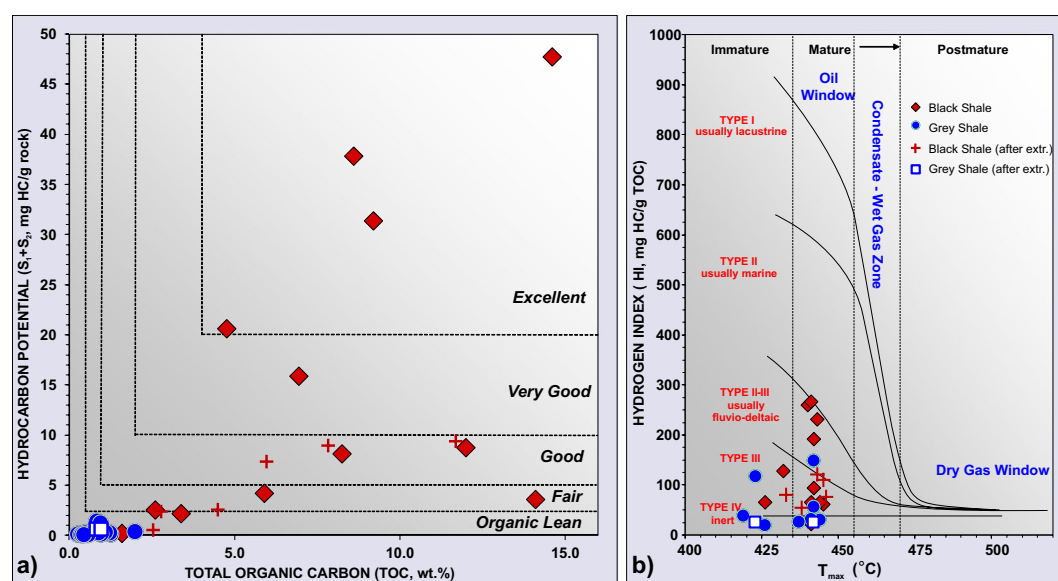 HYDROCARBON POTENTIAL (S₁+S₂, mg HC/g rock)
50
45
40
35
30
25
20
15
10
5
0
0.0
5.0
10.0
15.0
TOTAL ORGANIC CARBON (TOC, wt.%)
Excellent
Very Good
Good
Fair
Organic Lean
a)
HYDROGEN INDEX ( HI, mg HC/g TOC)
1000
900
800
700
600
500
400
300
200
100
0
400
425
450
475
500
Tmax (°C)
Immature
Mature
Postmature
Oil
Window
Condensate - Wet Gas Zone
Black Shale
Grey Shale
Black Shale (after extr.)
Grey Shale (after extr.)
TYPE I
usually lacustrine
TYPE II
usually marine
TYPE II-III
usually
fluvio-deltaic
TYPE III
TYPE IV
inert
Dry Gas Window
b)